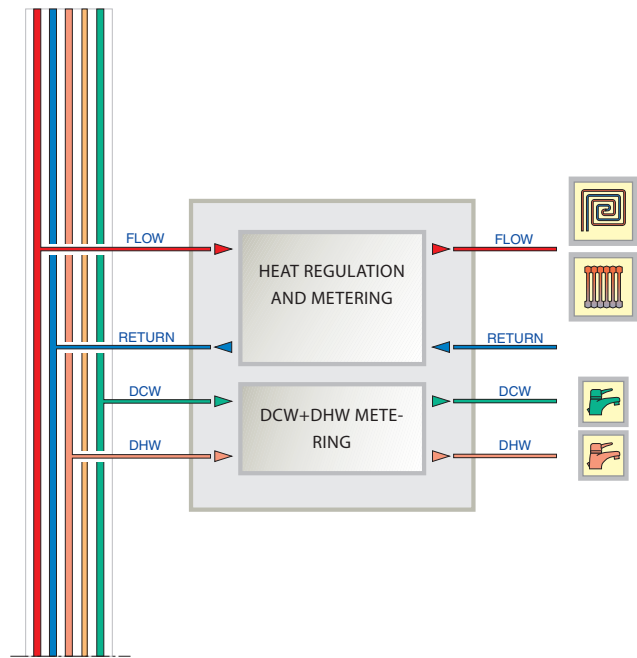 FLOW
FLOW
HEAT REGULATION
AND METERING
RETURN
RETURN
DCW
DCW
DCW+DHW METE-
RING
DHW
DHW